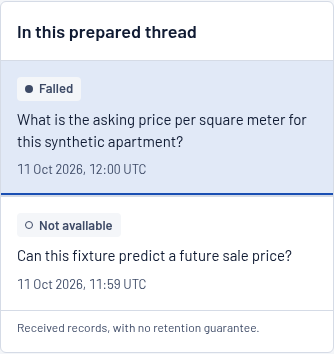 In this prepared thread
Failed
What is the asking price per square meter for
this synthetic apartment?
11 Oct 2026, 12:00 UTC
Not available
Can this fixture predict a future sale price?
11 Oct 2026, 11:59 UTC
Received records, with no retention guarantee.